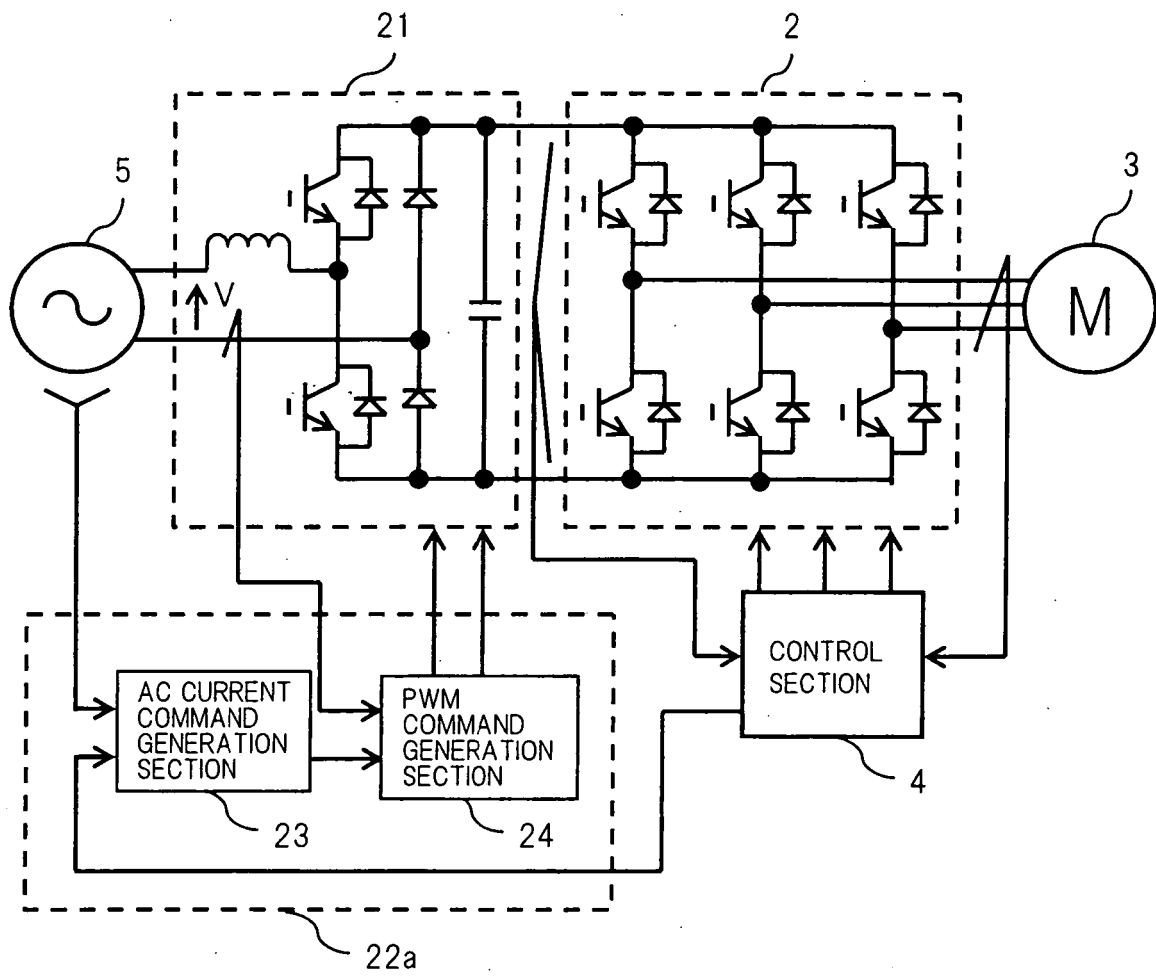 21
2
5
3
V
M
AC CURRENT
COMMAND
GENERATION
SECTION
PWM
COMMAND
GENERATION
SECTION
CONTROL
SECTION
23
24
4
22a